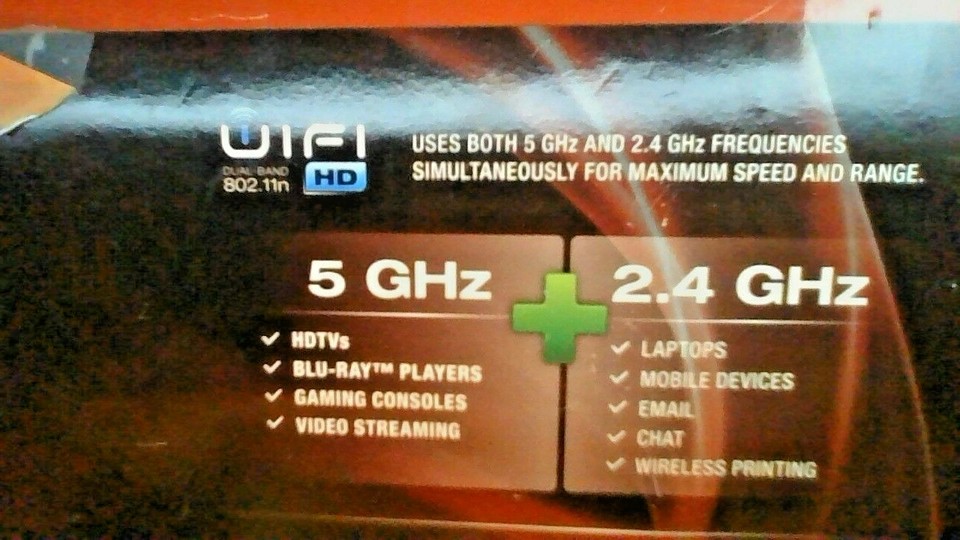 WIFI
DUAL BAND
802.11n HD
USES BOTH 5 GHz AND 2.4 GHz FREQUENCIES
SIMULTANEOUSLY FOR MAXIMUM SPEED AND RANGE.
5 GHz
✓ HDTVs
✓ BLU-RAY™ PLAYERS
✓ GAMING CONSOLES
✓ VIDEO STREAMING
2.4 GHz
✓ LAPTOPS
✓ MOBILE DEVICES
✓ EMAIL
✓ CHAT
✓ WIRELESS PRINTING